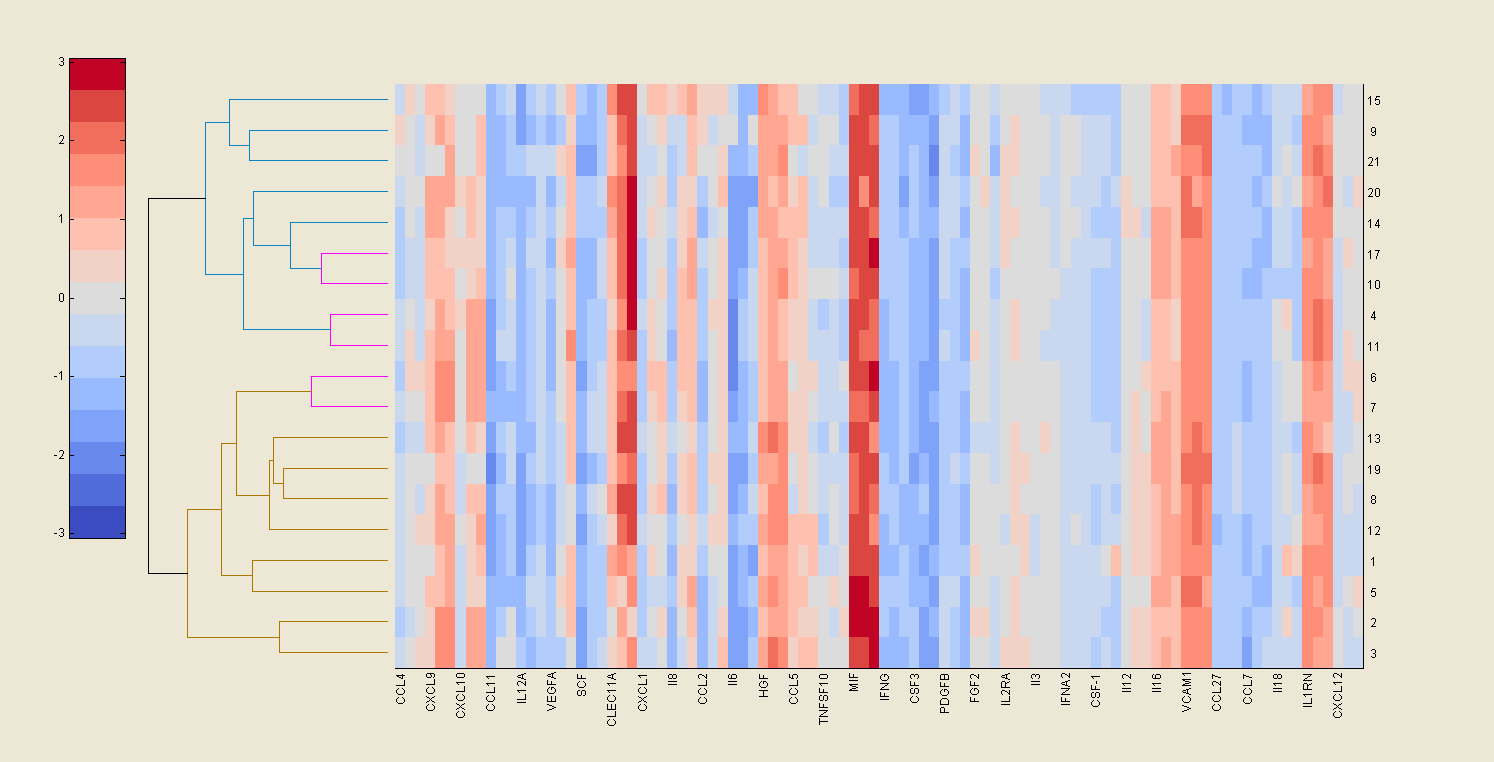 3
2
1
0
-1
-2
-3
15
9
21
20
14
17
10
4
11
6
7
13
19
8
12
1
5
2
3
CCL4
CXCL9
CXCL10
CCL11
IL12A
VEGFA
SCF
CLEC11A
CXCL1
Il8
CCL2
Il6
HGF
CCL5
TNFSF10
MIF
IFNG
CSF3
PDGFB
FGF2
IL2RA
Il3
IFNA2
CSF-1
Il12
Il16
VCAM1
CCL27
CCL7
Il18
IL1RN
CXCL12